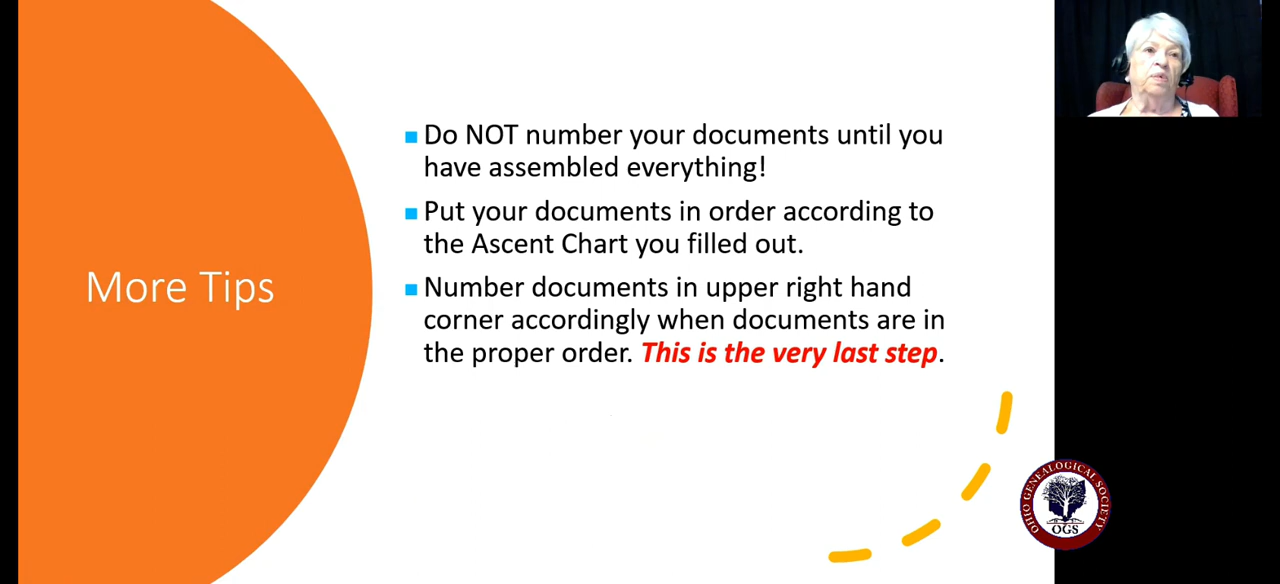 More Tips
Do NOT number your documents until you
have assembled everything!
Put your documents in order according to
the Ascent Chart you filled out.
Number documents in upper right hand
corner accordingly when documents are in
the proper order. This is the very last step.
OHIO GENEALOGICAL SOCIETY
OGS